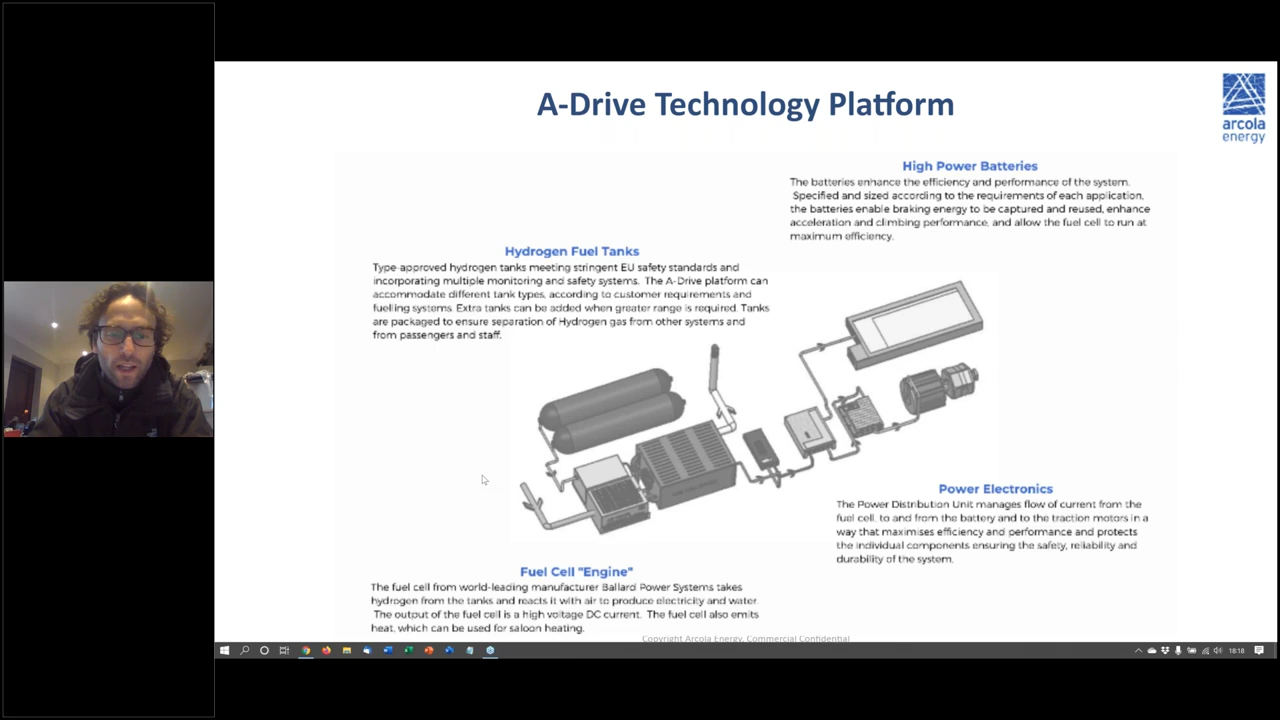 A-Drive Technology Platform
arcola
energy
High Power Batteries
The batteries enhance the efficiency and performance of the system.
Specified and sized according to the requirements of each application,
the batteries enable braking energy to be captured and reused, enhance
acceleration and climbing performance, and allow the fuel cell to run at
maximum efficiency.
Hydrogen Fuel Tanks
Type-approved hydrogen tanks meeting stringent EU safety standards and
incorporating multiple monitoring and safety systems. The A-Drive platform can
accommodate different tank types, according to customer requirements and
fuelling systems. Extra tanks can be added when greater range is required. Tanks
are packaged to ensure separation of Hydrogen gas from other systems and
from passengers and staff.
Power Electronics
The Power Distribution Unit manages flow of current from the
fuel cell, to and from the battery and to the traction motors in a
way that maximises efficiency and performance and protects
the individual components ensuring the safety, reliability and
durability of the system.
Fuel Cell "Engine"
The fuel cell from world-leading manufacturer Ballard Power Systems takes
hydrogen from the tanks and reacts it with air to produce electricity and water.
The output of the fuel cell is a high voltage DC current. The fuel cell also emits
heat, which can be used for saloon heating.
Copyright Arcola Energy, Commercial Confidential
18:18